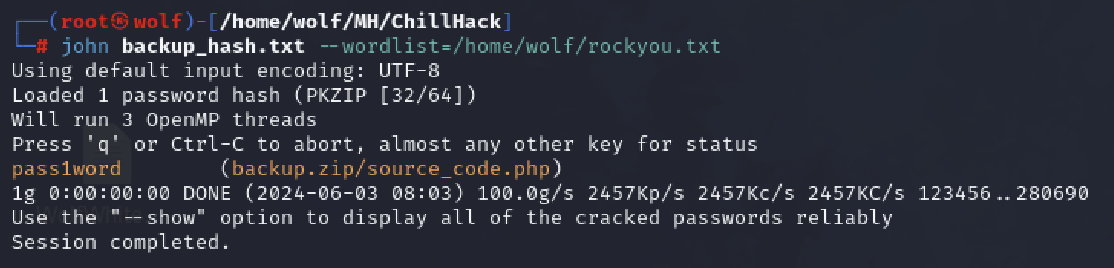 ┌──(root㉿wolf)-[/home/wolf/MH/ChillHack]
└─# john backup_hash.txt --wordlist=/home/wolf/rockyou.txt
Using default input encoding: UTF-8
Loaded 1 password hash (PKZIP [32/64])
Will run 3 OpenMP threads
Press 'q' or Ctrl-C to abort, almost any other key for status
pass1word        (backup.zip/source_code.php)
1g 0:00:00:00 DONE (2024-06-03 08:03) 100.0g/s 2457Kp/s 2457Kc/s 2457KC/s 123456..280690
Use the "--show" option to display all of the cracked passwords reliably
Session completed.